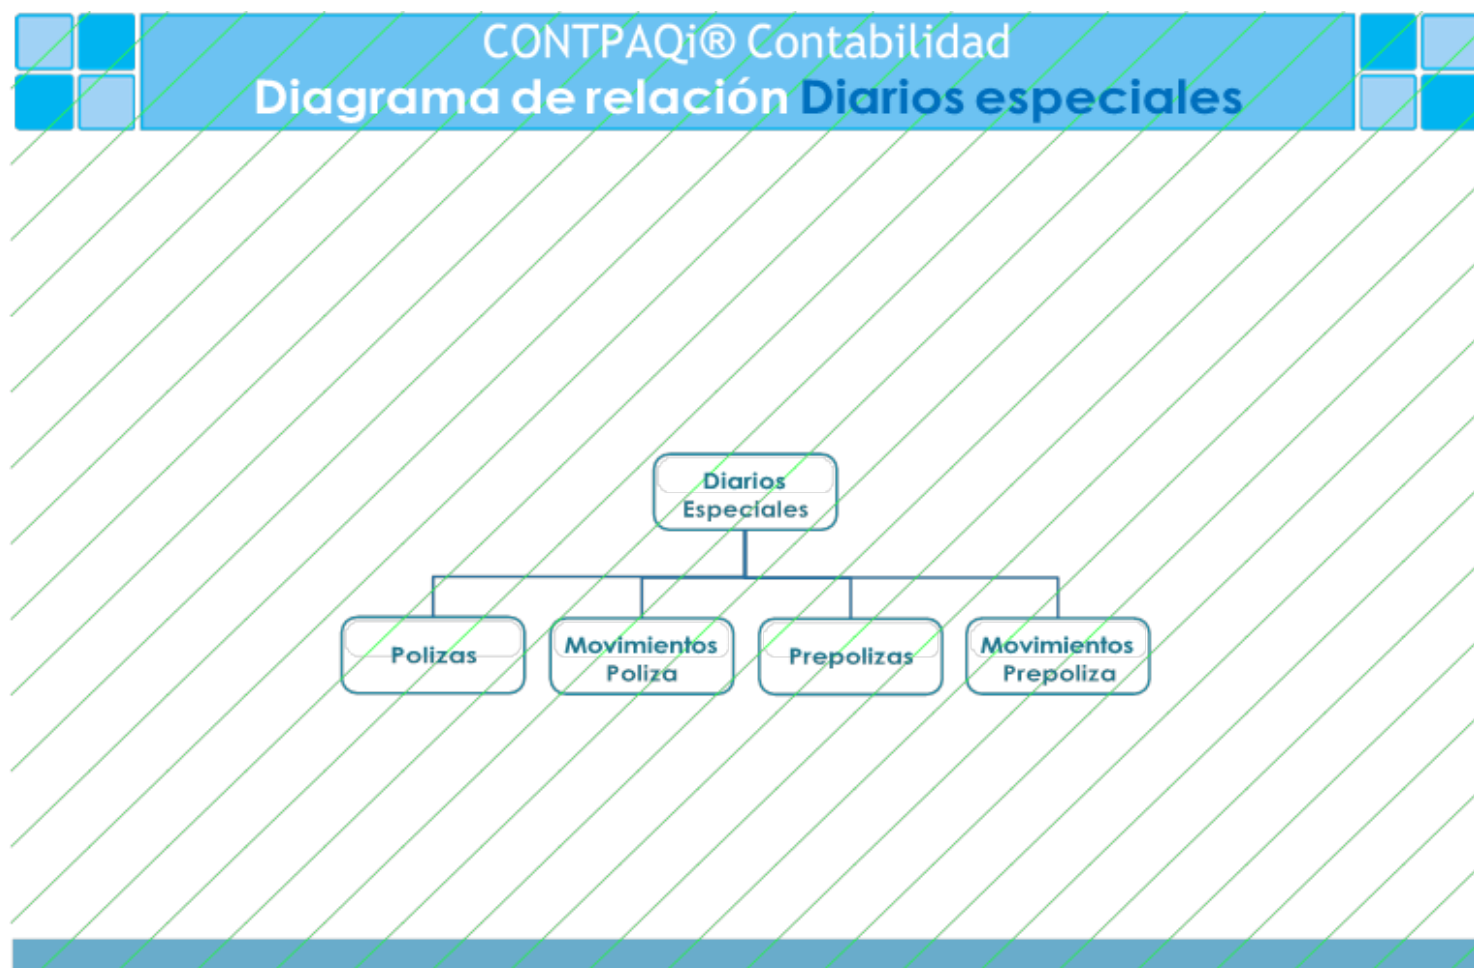 CONTPAQi® Contabilidad
Diagrama de relación Diarios especiales
Diarios
Especiales
Polizas
Movimientos
Poliza
Prepolizas
Movimientos
Prepoliza